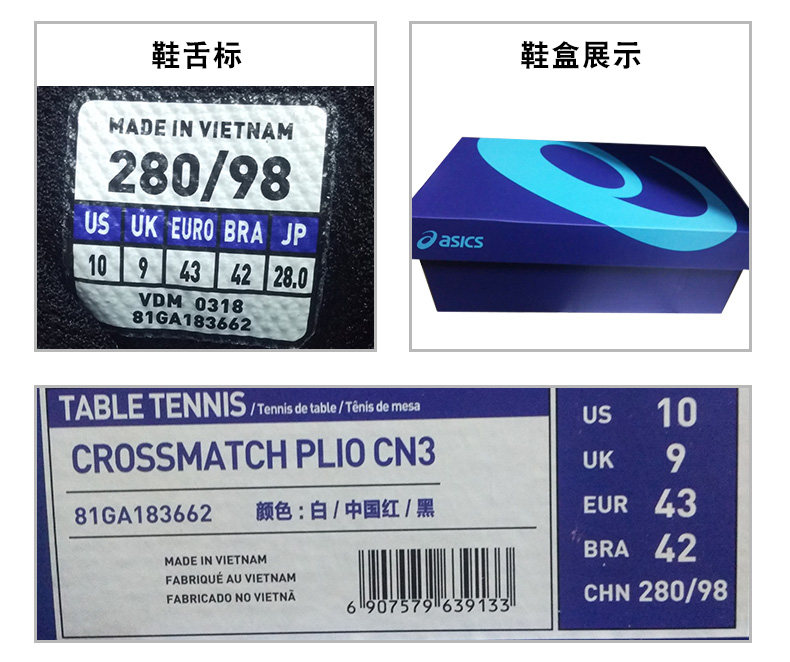 鞋舌标
MADE IN VIETNAM
280/98
US UK EURO BRA JP
10 9 43 42 28.0
VDM 0318
81GA183662
鞋盒展示
asics
TABLE TENNIS / Tennis de table / Tênis de mesa
CROSSMATCH PLIO CN3
81GA183662 颜色:白/中国红/黑
MADE IN VIETNAM
FABRIQUÉ AU VIETNAM
FABRICADO NO VIETNÃ
6 907579 639133
US 10
UK 9
EUR 43
BRA 42
CHN 280/98